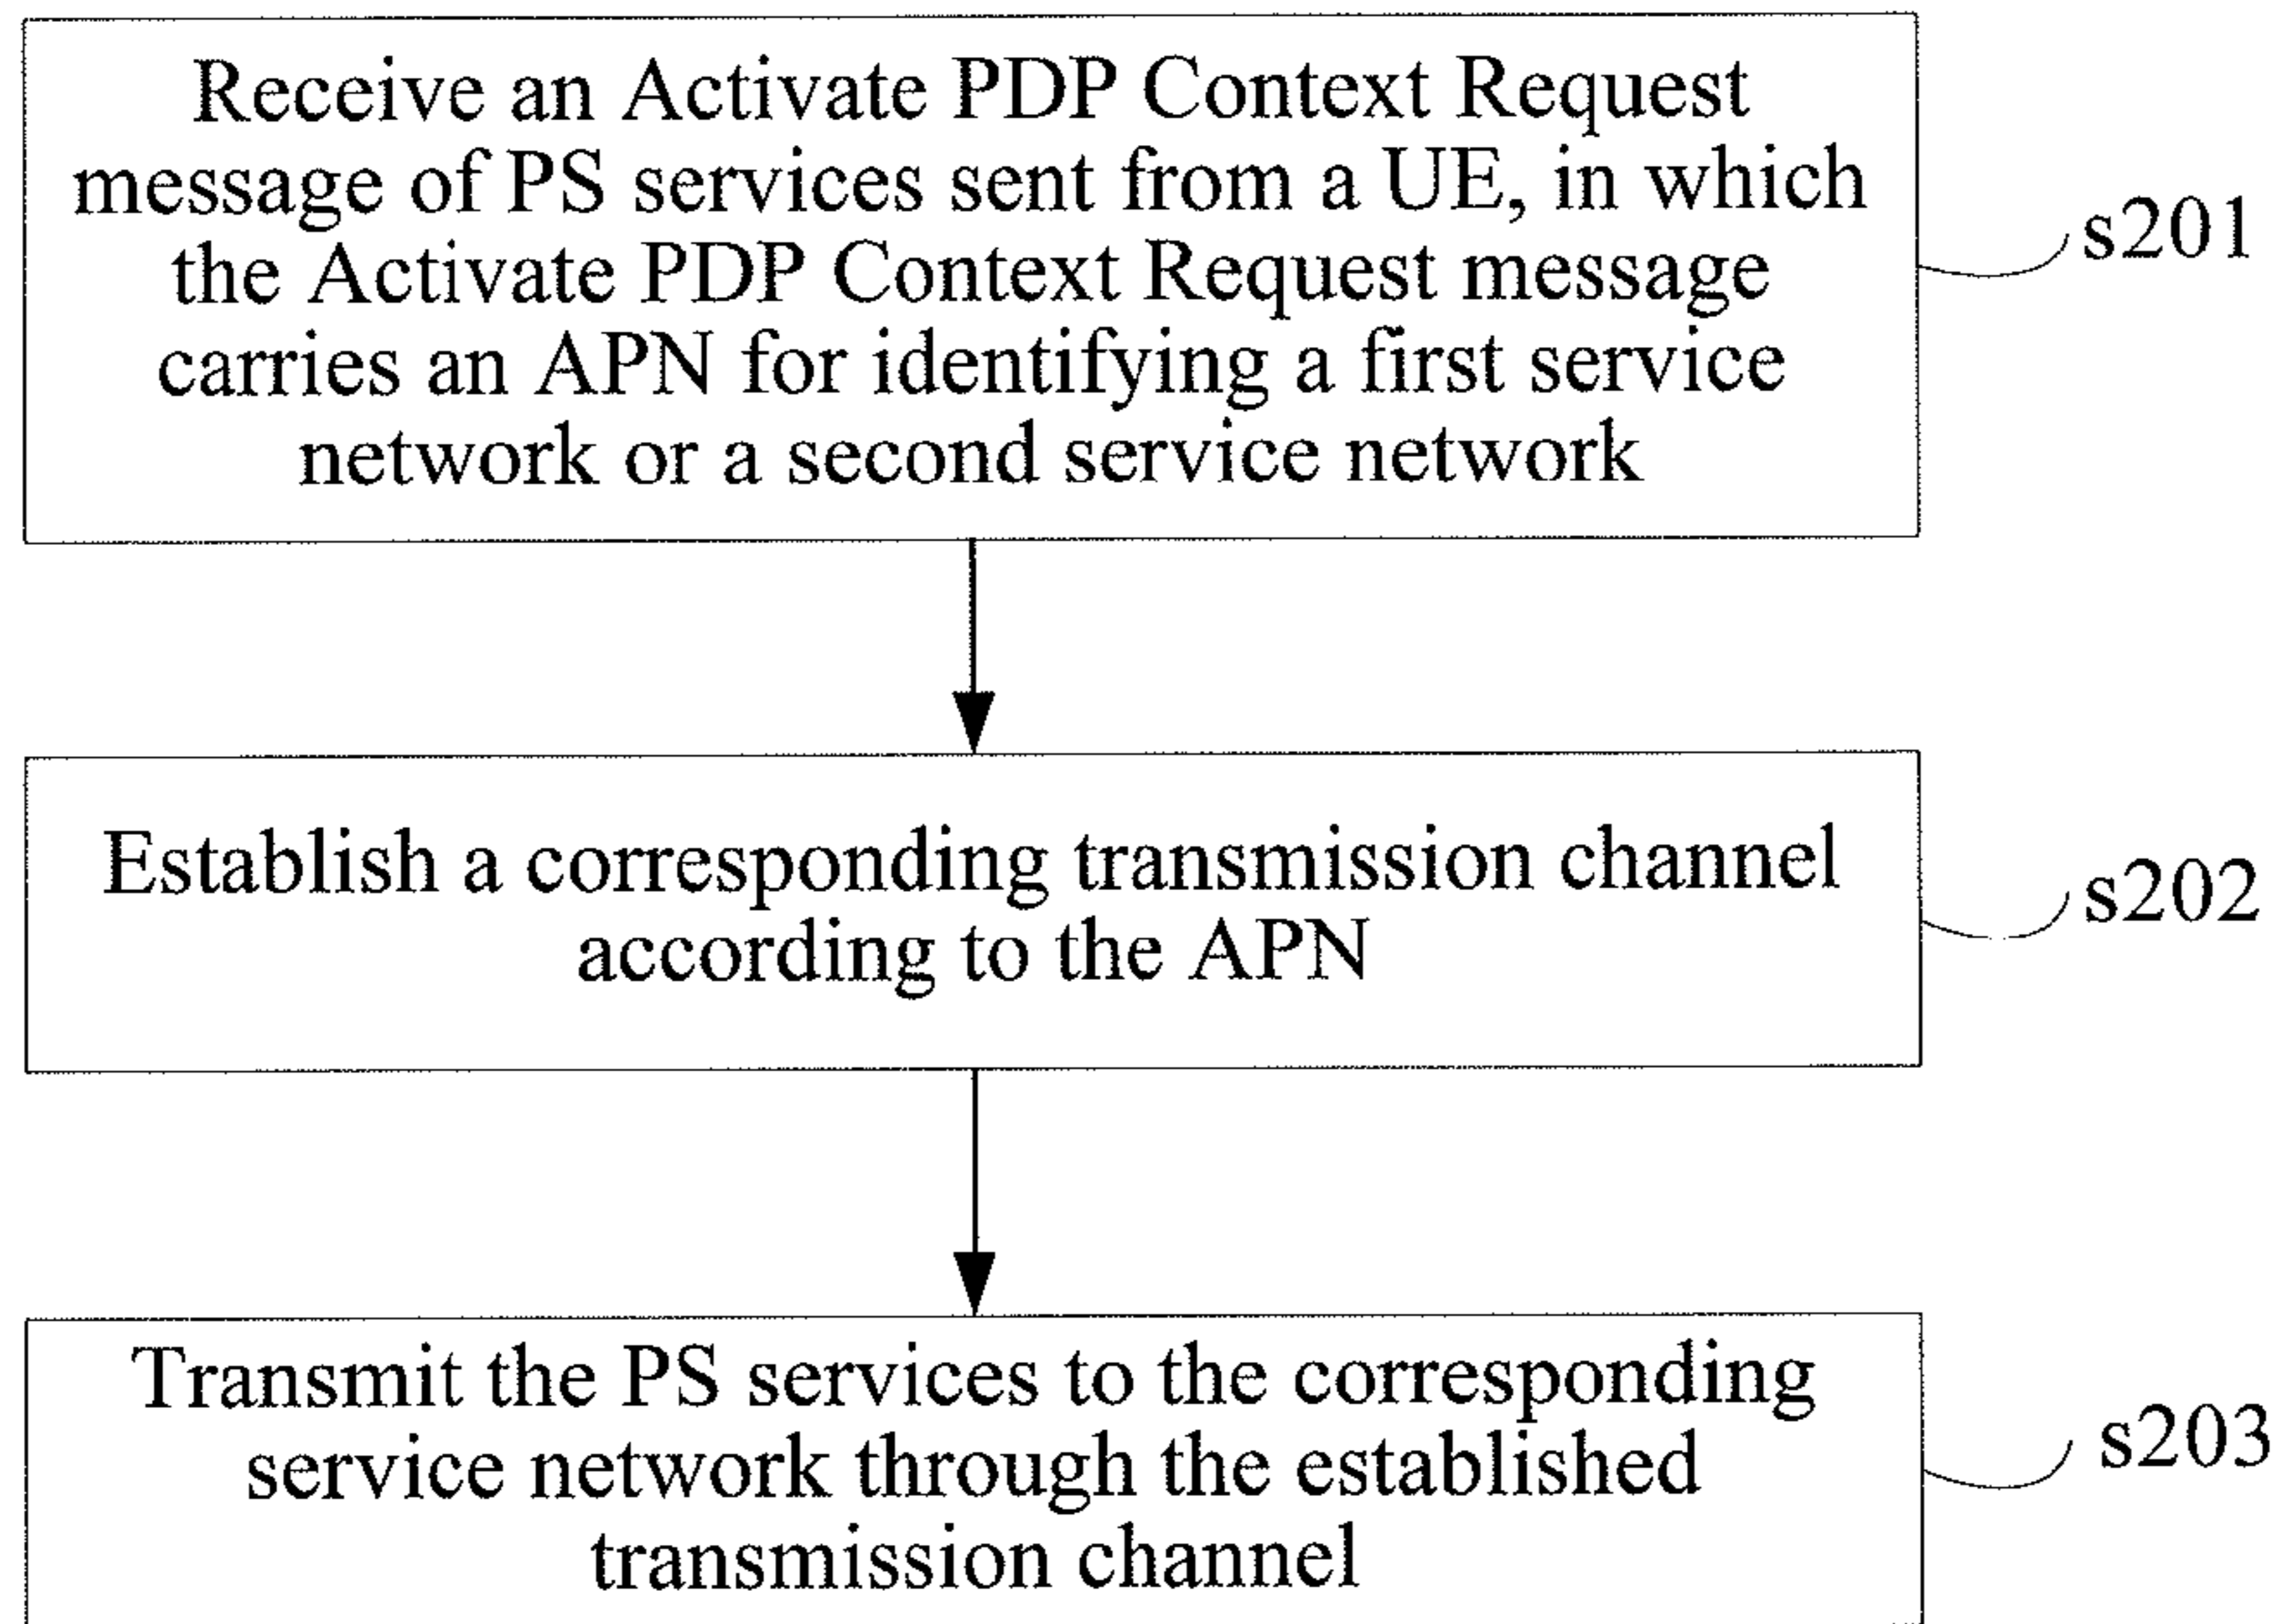 Receive an Activate PDP Context Request
message of PS services sent from a UE, in which
the Activate PDP Context Request message
carries an APN for identifying a first service
network or a second service network
s201
Establish a corresponding transmission channel
according to the APN
s202
Transmit the PS services to the corresponding
service network through the established
transmission channel
s203